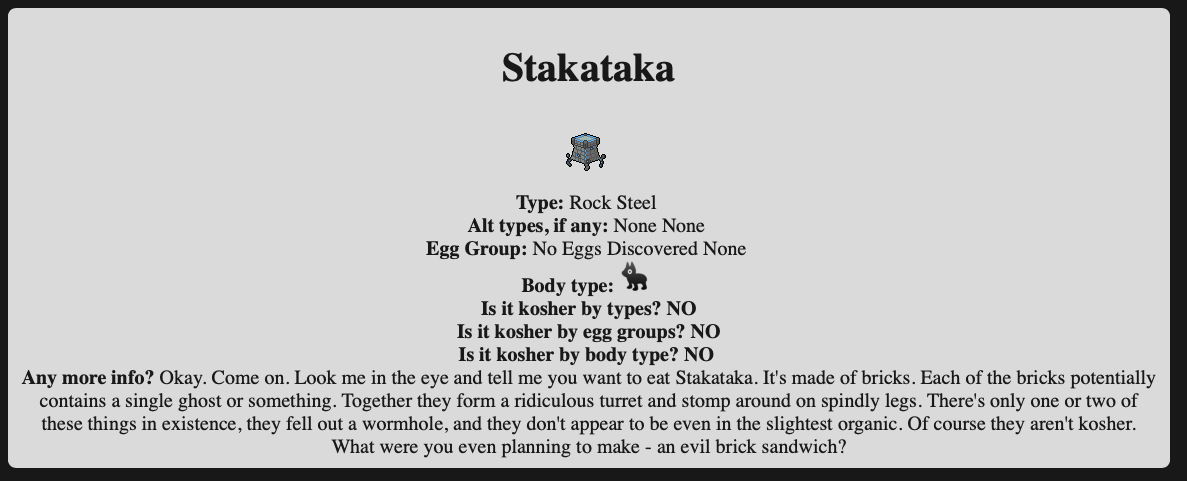 Stakataka
Type: Rock Steel
Alt types, if any: None None
Egg Group: No Eggs Discovered None
Body type:
Is it kosher by types? NO
Is it kosher by egg groups? NO
Is it kosher by body type? NO
Any more info? Okay. Come on. Look me in the eye and tell me you want to eat Stakataka. It's made of bricks. Each of the bricks potentially
contains a single ghost or something. Together they form a ridiculous turret and stomp around on spindly legs. There's only one or two of
these things in existence, they fell out a wormhole, and they don't appear to be even in the slightest organic. Of course they aren't kosher.
What were you even planning to make - an evil brick sandwich?